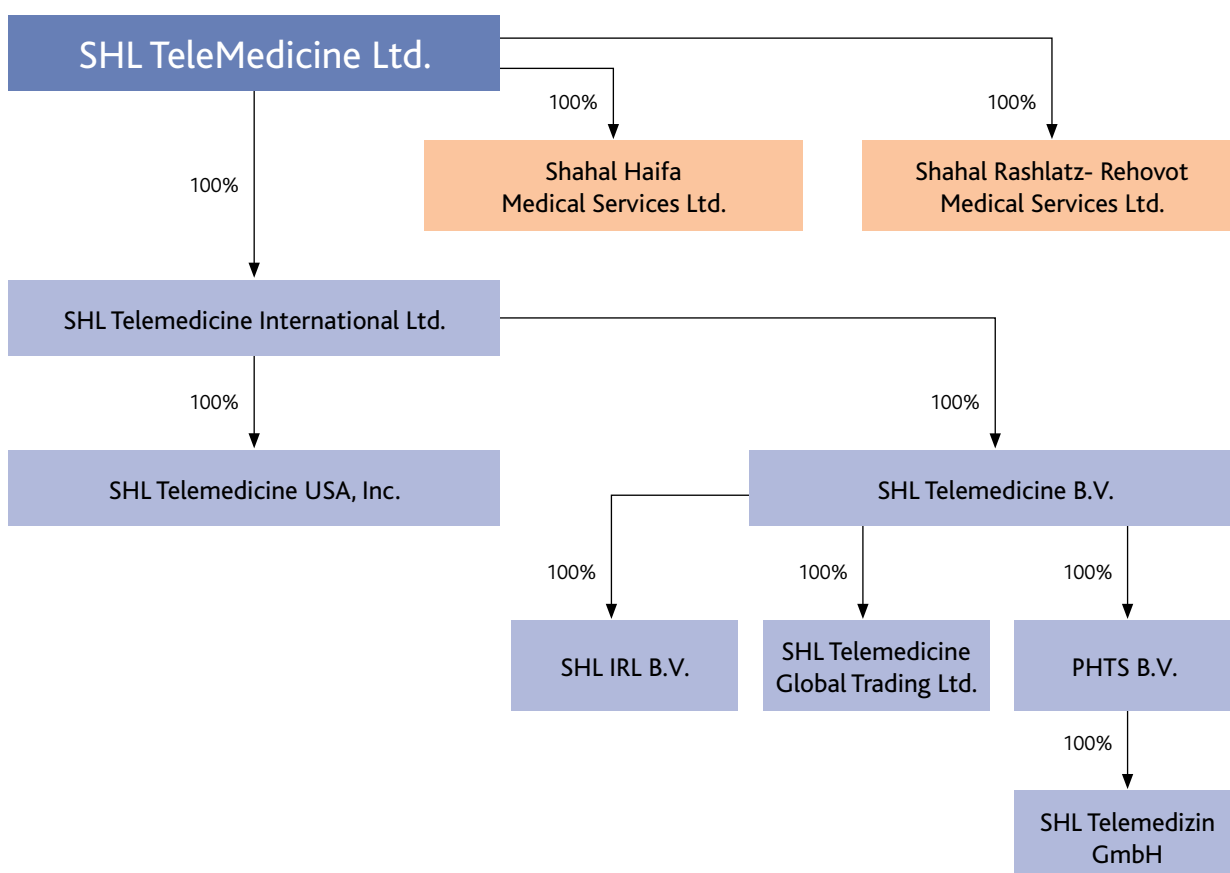 SHL TeleMedicine Ltd.
100%
100%
Shahal Haifa
Medical Services Ltd.
Shahal Rashlatz- Rehovot
Medical Services Ltd.
100%
SHL Telemedicine International Ltd.
100%
100%
SHL Telemedicine USA, Inc.
SHL Telemedicine B.V.
100%
100%
100%
SHL IRL B.V.
SHL Telemedicine
Global Trading Ltd.
PHTS B.V.
100%
SHL Telemedizin
GmbH